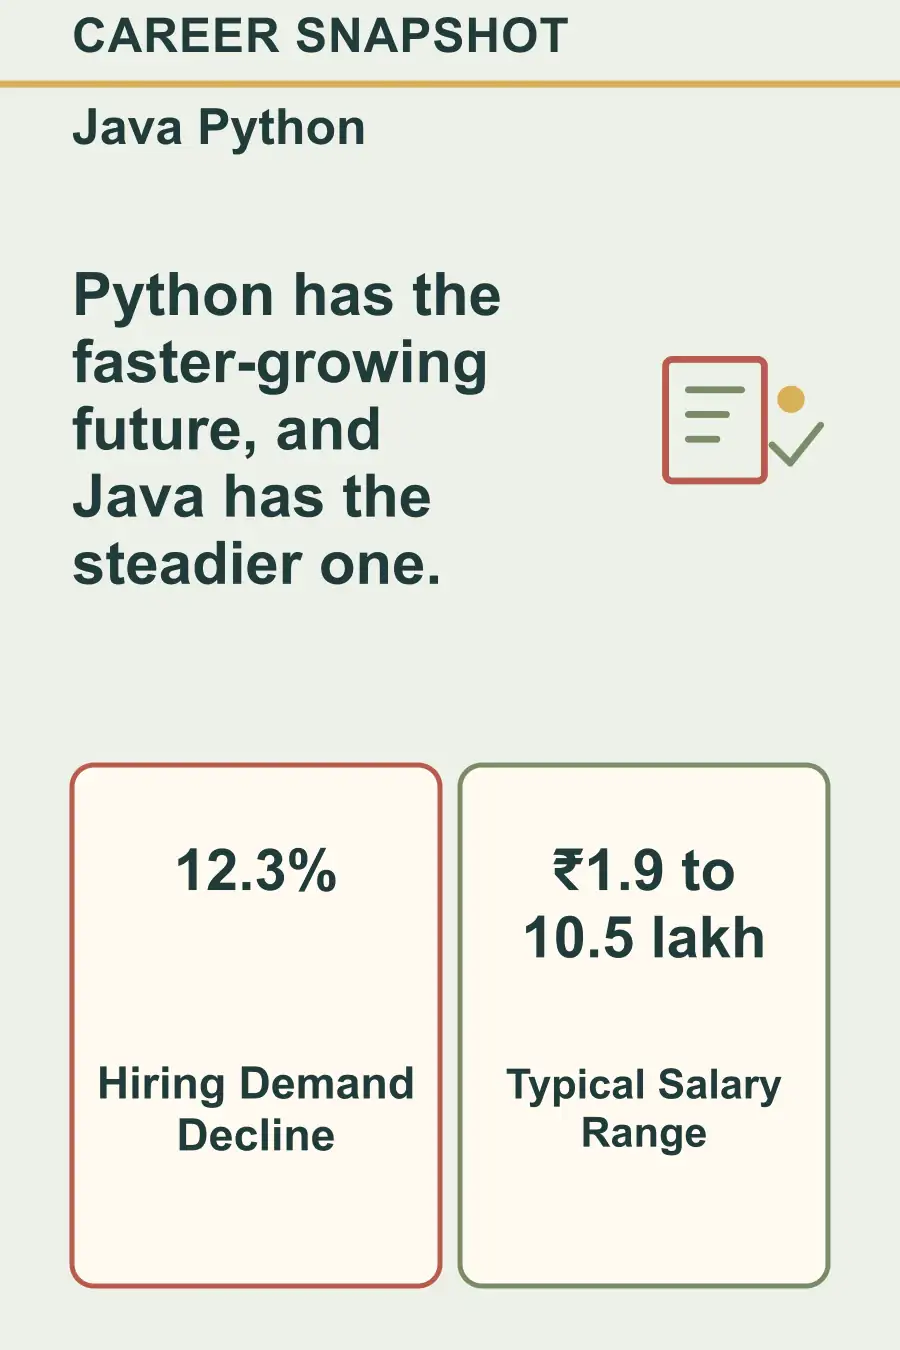 CAREER SNAPSHOT
Java Python
Python has the
faster-growing
future, and
Java has the
steadier one.
12.3%
Hiring Demand
Decline
₹1.9 to
10.5 lakh
Typical Salary
Range